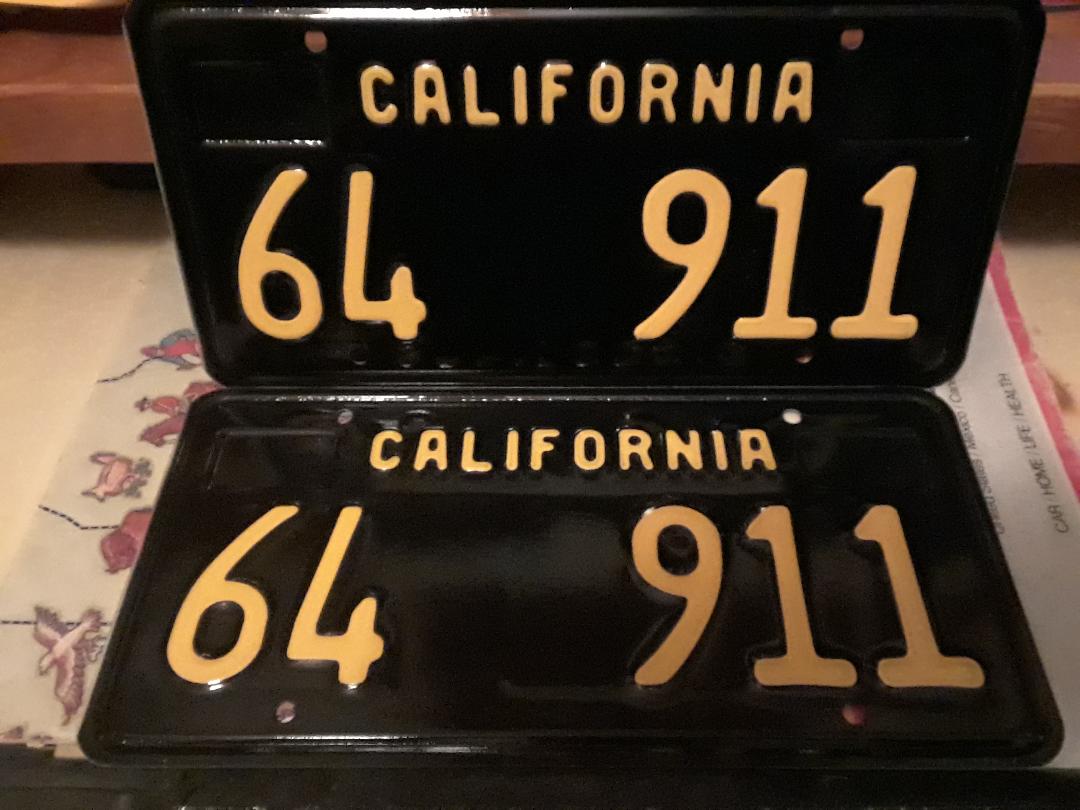 CALIFORNIA
64 911
CALIFORNIA
64 911
CAR / HOME / LIFE / HEALTH